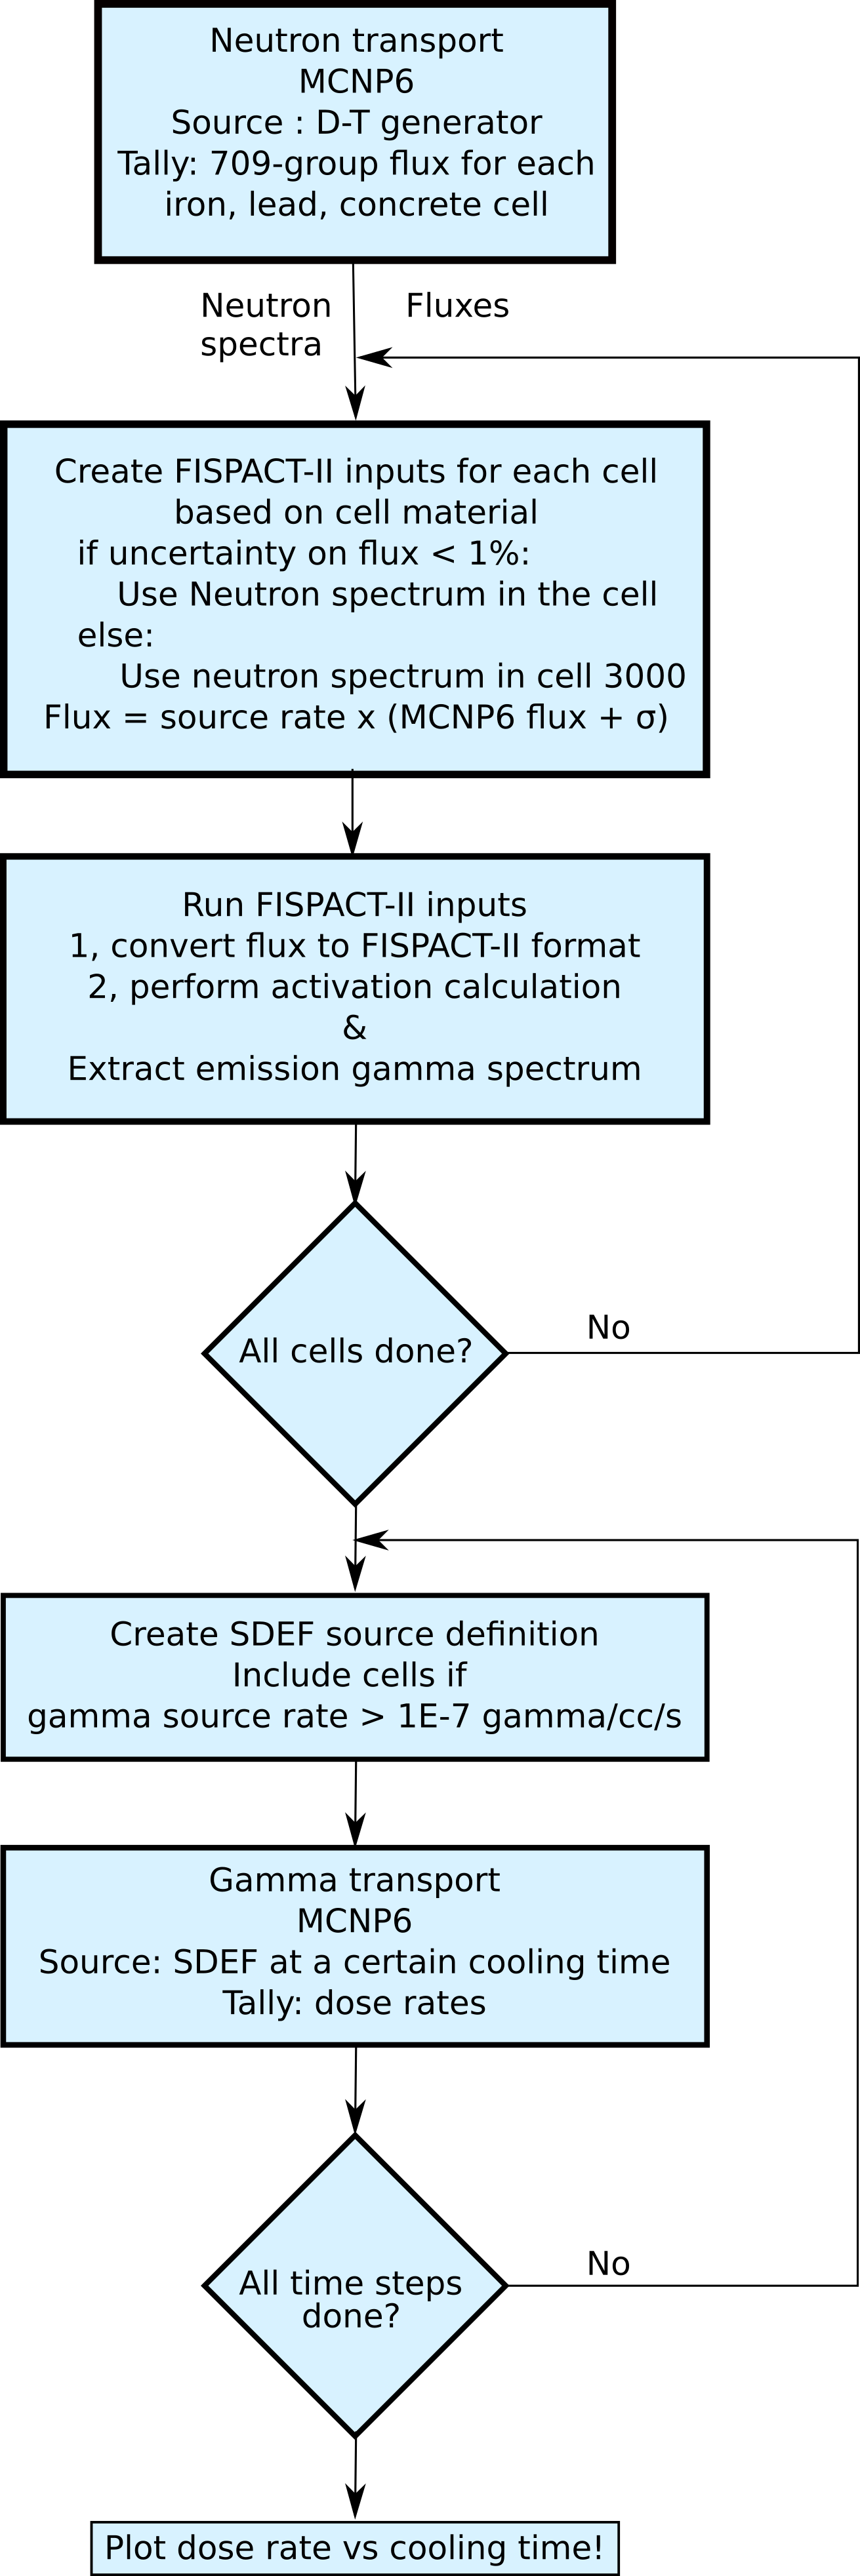 Neutron transport
MCNP6
Source : D-T generator
Tally: 709-group flux for each
iron, lead, concrete cell
Neutron
spectra
Fluxes
Create FISPACT-II inputs for each cell
based on cell material
if uncertainty on flux < 1%:
Use Neutron spectrum in the cell
else:
Use neutron spectrum in cell 3000
Flux = source rate x (MCNP6 flux + σ)
Run FISPACT-II inputs
1, convert flux to FISPACT-II format
2, perform activation calculation
&
Extract emission gamma spectrum
All cells done?
No
Create SDEF source definition
Include cells if
gamma source rate > 1E-7 gamma/cc/s
Gamma transport
MCNP6
Source: SDEF at a certain cooling time
Tally: dose rates
All time steps
done?
No
Plot dose rate vs cooling time!